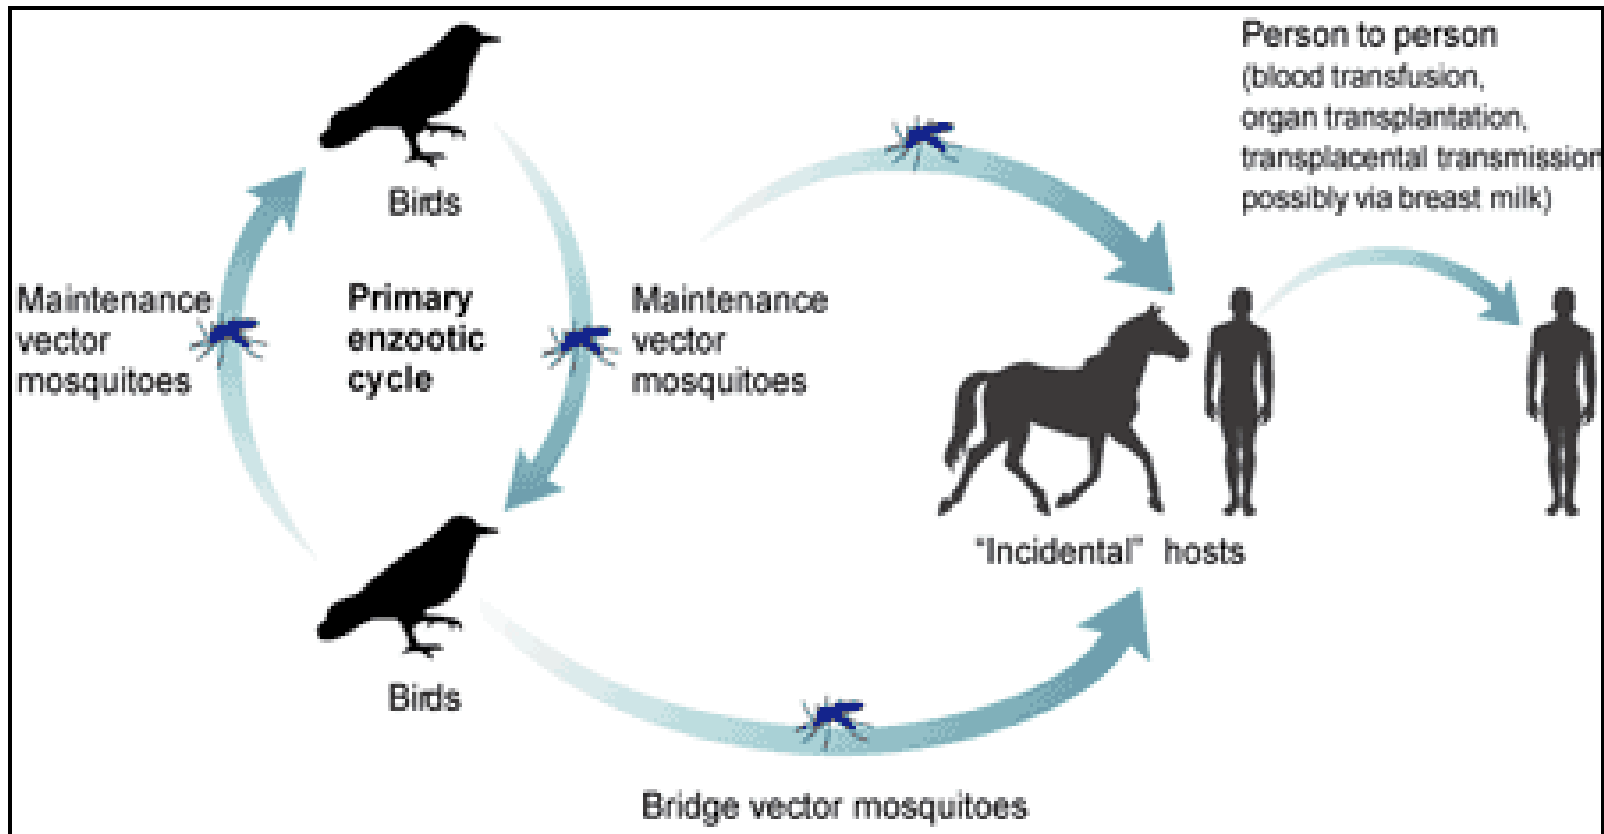 Person to person
(blood transfusion,
organ transplantation,
transplacental transmission
possibly via breast milk)
Birds
Maintenance
vector
mosquitoes
Primary
enzootic
cycle
Maintenance
vector
mosquitoes
"Incidental" hosts
Birds
Bridge vector mosquitoes